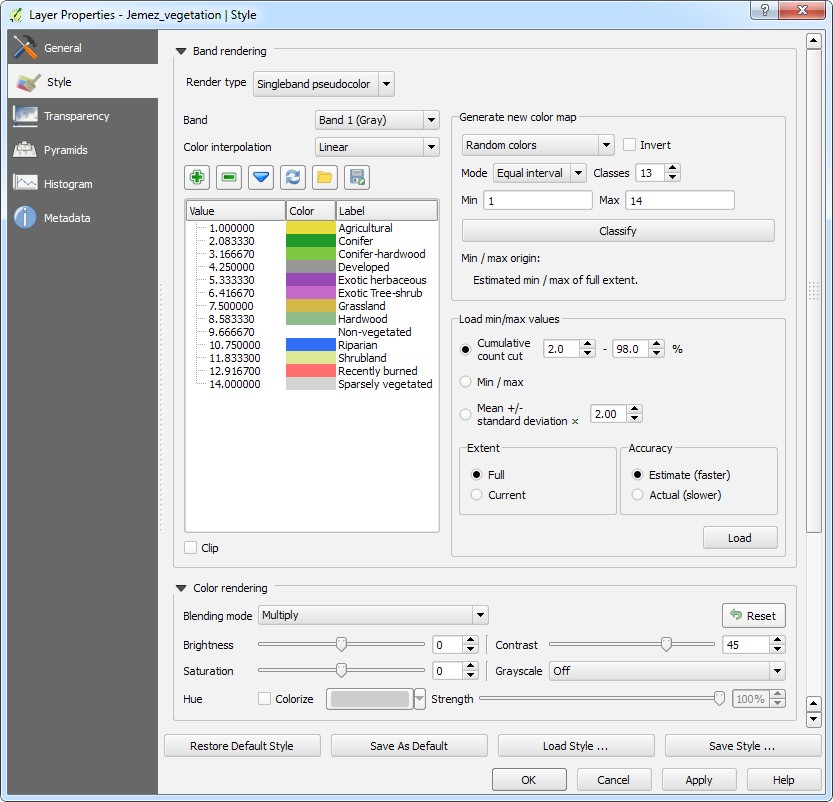 Layer Properties - Jemez_vegetation | Style
General
Style
Transparency
Pyramids
Histogram
Metadata
Band rendering
Render type Singleband pseudocolor
Band Band 1 (Gray)
Color interpolation Linear
Value Color Label
1.000000 Agricultural
2.083330 Conifer
3.166670 Conifer-hardwood
4.250000 Developed
5.333330 Exotic herbaceous
6.416670 Exotic Tree-shrub
7.500000 Grassland
8.583330 Hardwood
9.666670 Non-vegetated
10.750000 Riparian
11.833300 Shrubland
12.916700 Recently burned
14.000000 Sparsely vegetated
Clip
Generate new color map
Random colors Invert
Mode Equal interval Classes 13
Min 1 Max 14
Classify
Min / max origin:
Estimated min / max of full extent.
Load min/max values
Cumulative
count cut 2.0 - 98.0 %
Min / max
Mean +/-
standard deviation × 2.00
Extent
Full
Current
Accuracy
Estimate (faster)
Actual (slower)
Load
Color rendering
Blending mode Multiply Reset
Brightness 0 Contrast 45
Saturation 0 Grayscale Off
Hue Colorize Strength 100%
Restore Default Style Save As Default Load Style ... Save Style ...
OK Cancel Apply Help